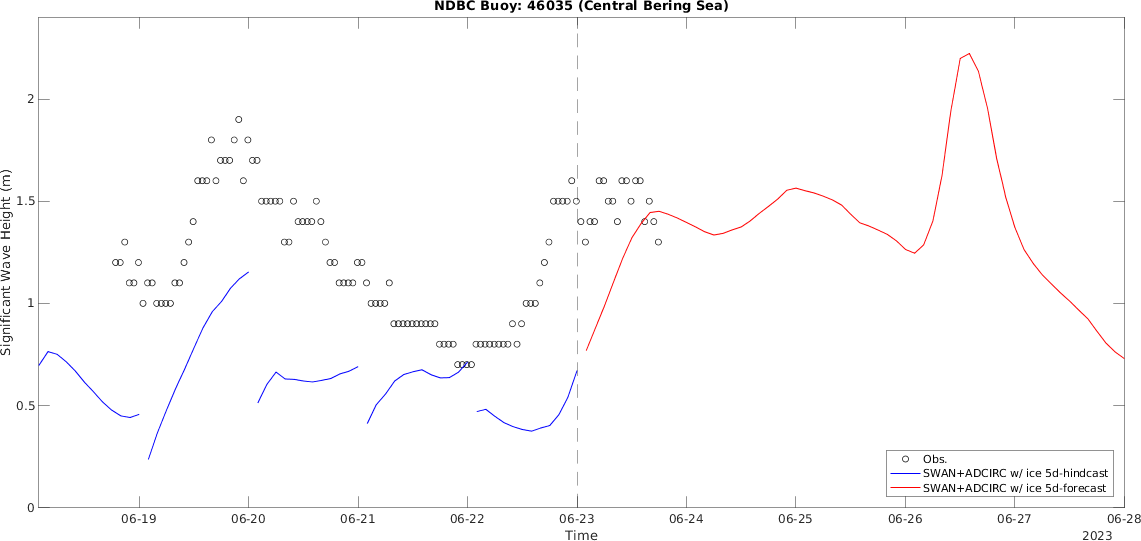 NDBC Buoy: 46035 (Central Bering Sea)
Significant Wave Height (m)
2
1.5
1
0.5
0
Obs.
SWAN+ADCIRC w/ ice 5d-hindcast
SWAN+ADCIRC w/ ice 5d-forecast
06-19 06-20 06-21 06-22 06-23 06-24 06-25 06-26 06-27 06-28
Time 2023